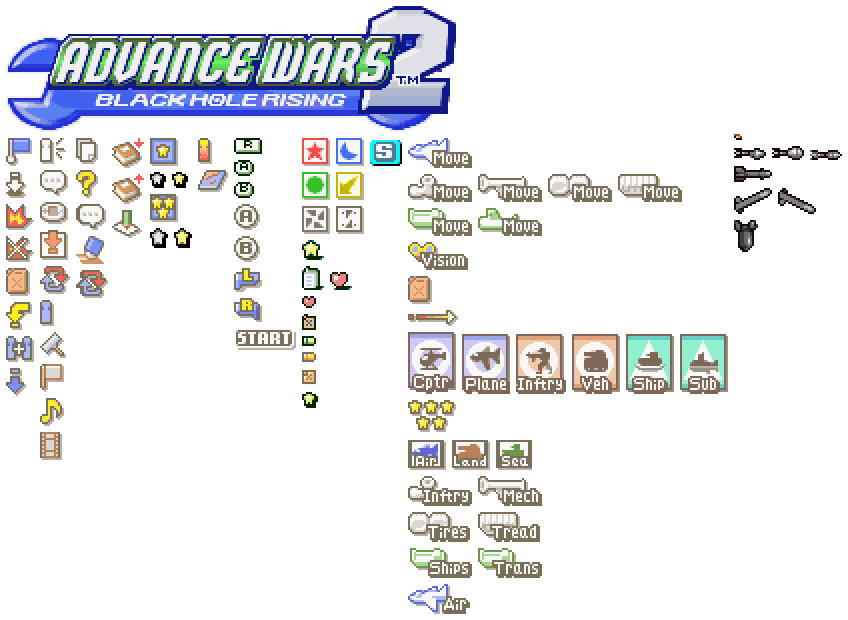 ADVANCE WARS 2 TM
BLACK HOLE RISING
R
A
B
A
B
L
R
START
S
Move
Move Move Move Move
Move Move
Vision
Cptr Plane Inftry Veh Ship Sub
Air Land Sea
Inftry Mech
Tires Tread
Ships Trans
Air